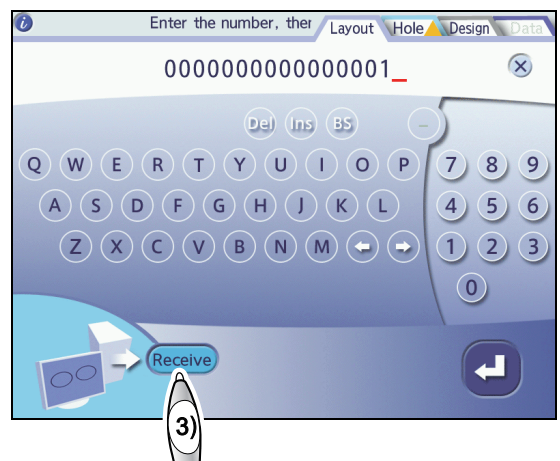 i Enter the number, ther Layout Hole Design Data
0000000000000001_
Del Ins BS -
Q W E R T Y U I O P 7 8 9
A S D F G H J K L 4 5 6
Z X C V B N M 1 2 3
0
Receive
3)